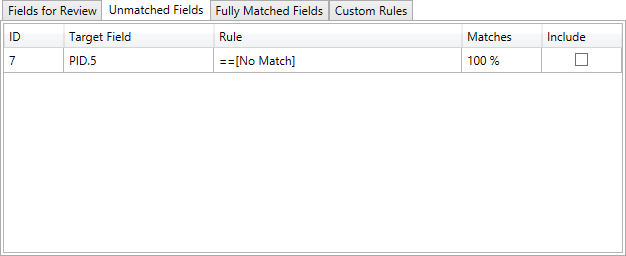 Fields for Review Unmatched Fields Fully Matched Fields Custom Rules
ID Target Field Rule Matches Include
7 PID.5 ==[No Match] 100 %